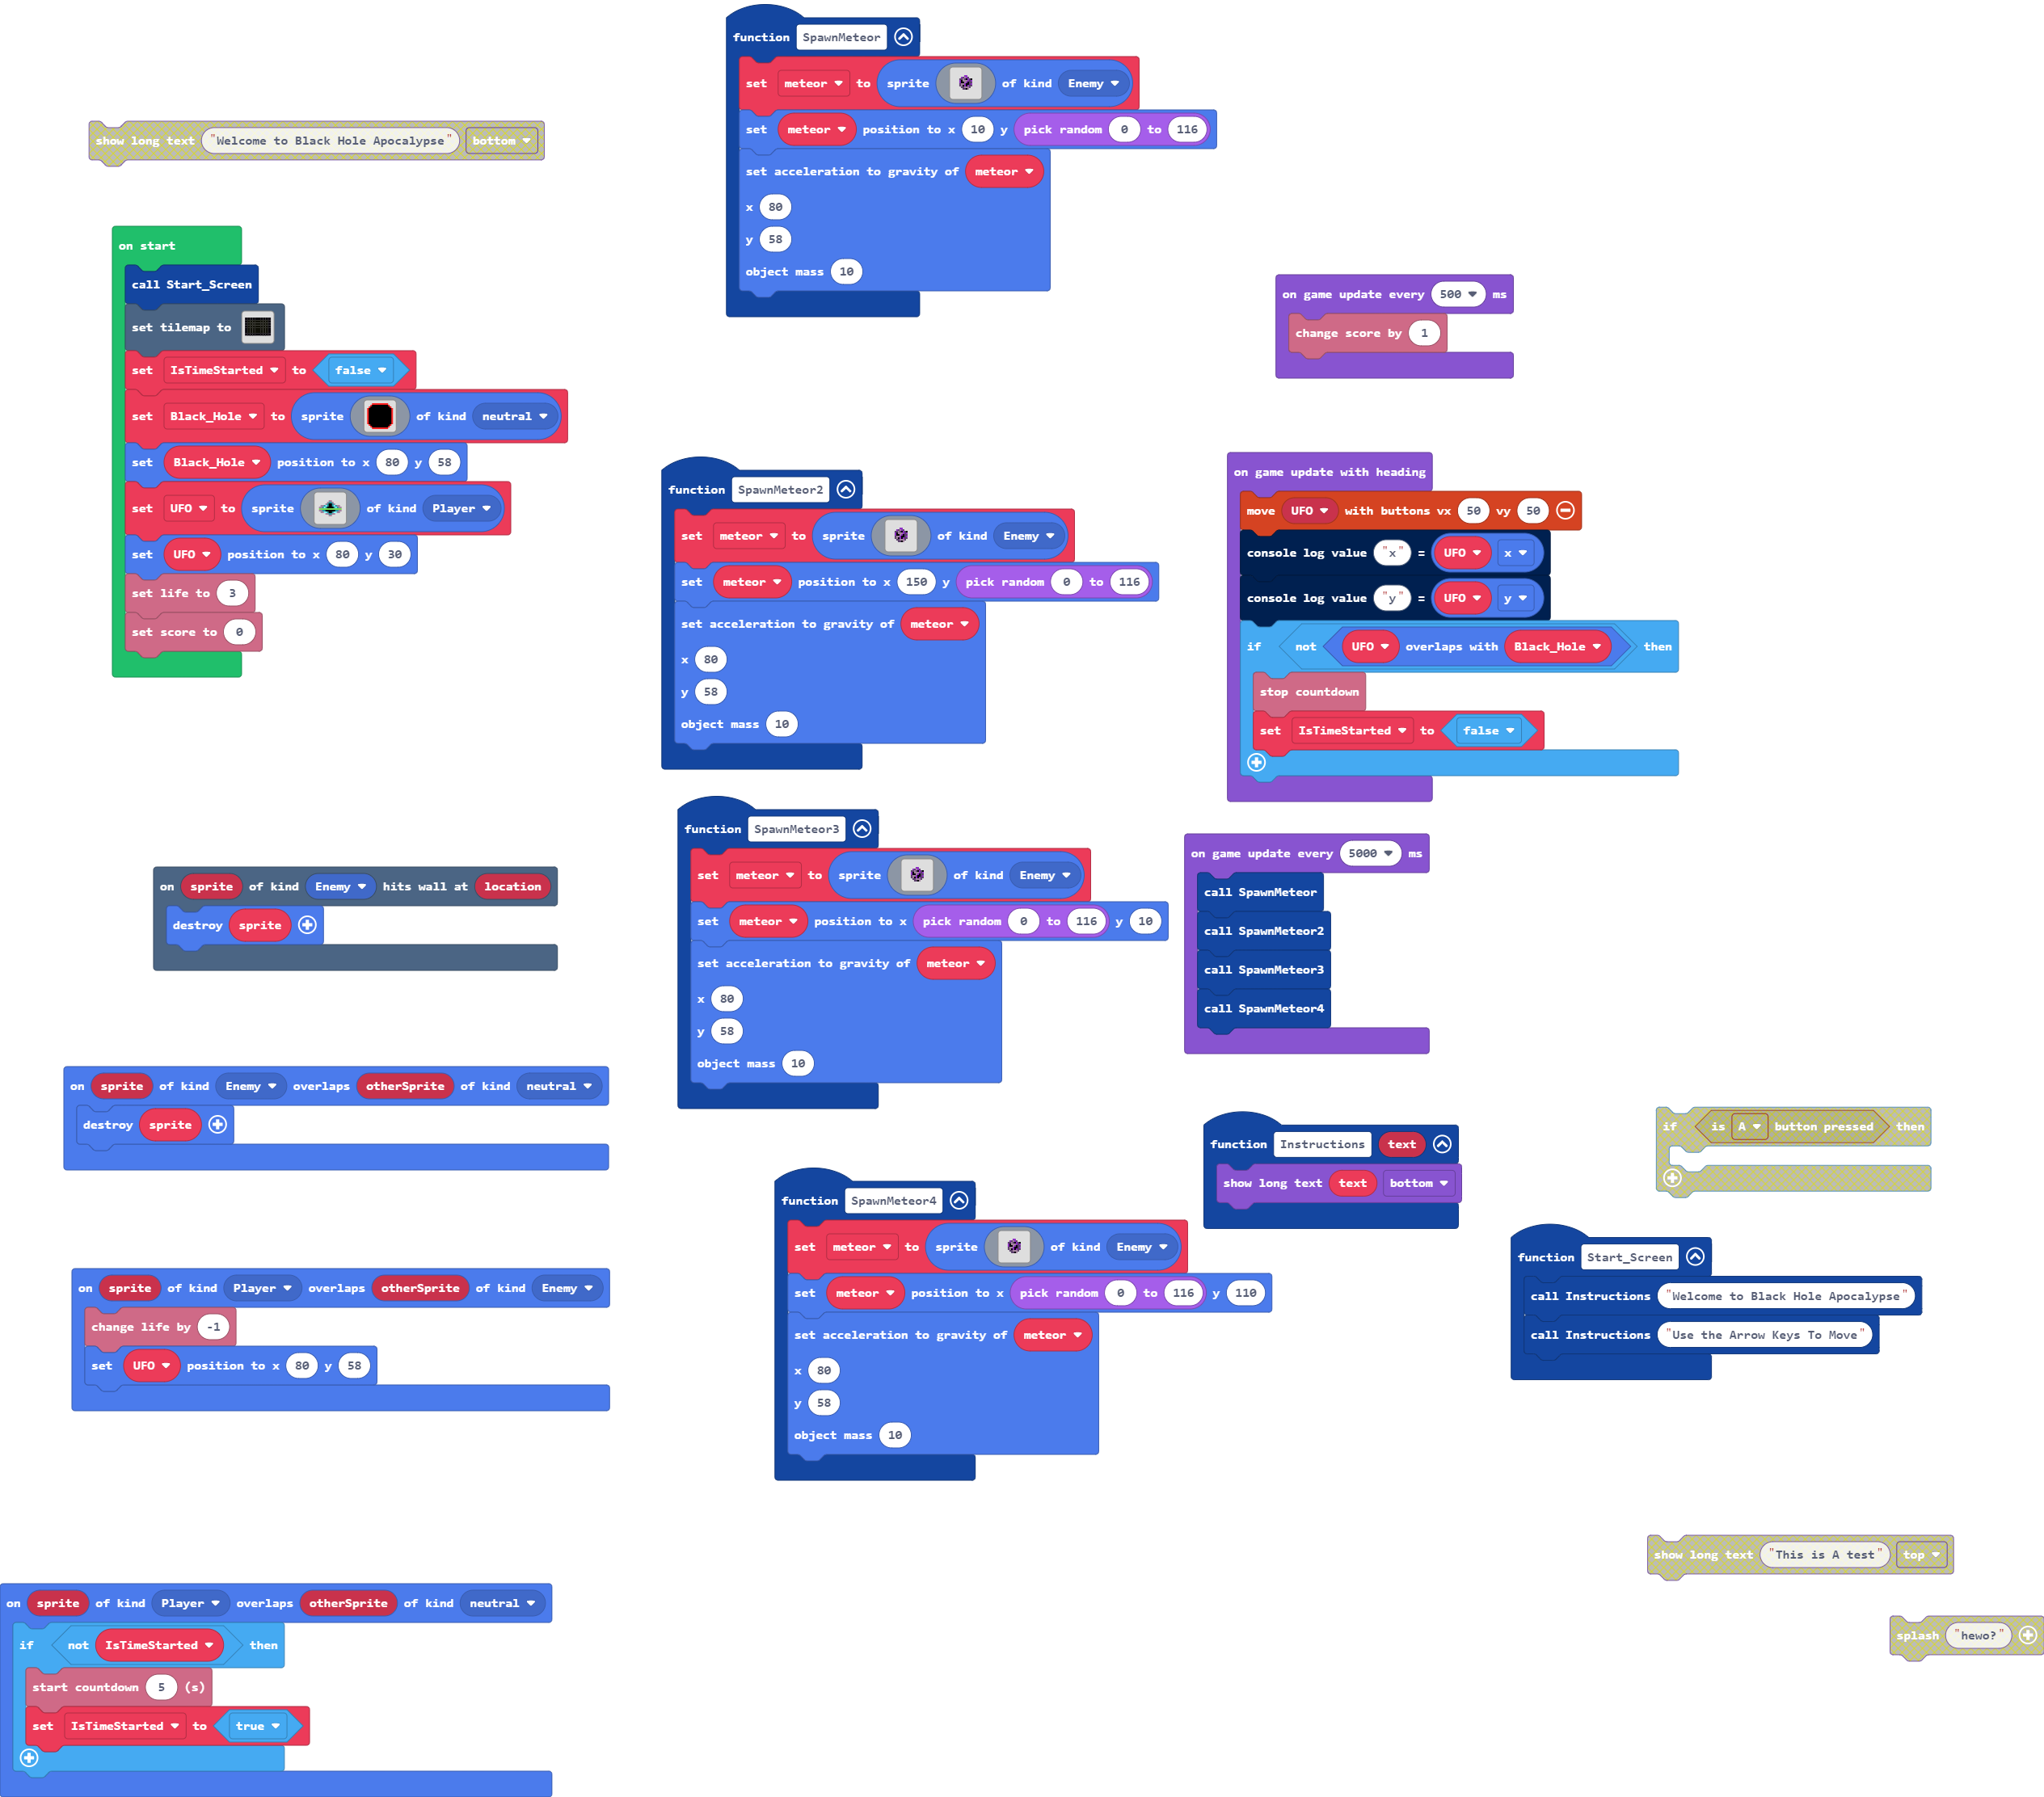 show long text "Welcome to Black Hole Apocalypse" bottom
on start
call Start_Screen
set tilemap to
set IsTimeStarted to false
set Black_Hole to sprite of kind neutral
set Black_Hole position to x 80 y 58
set UFO to sprite of kind Player
set UFO position to x 80 y 30
set life to 3
set score to 0
on sprite of kind Enemy hits wall at location
destroy sprite
on sprite of kind Enemy overlaps otherSprite of kind neutral
destroy sprite
on sprite of kind Player overlaps otherSprite of kind Enemy
change life by -1
set UFO position to x 80 y 58
on sprite of kind Player overlaps otherSprite of kind neutral
if not IsTimeStarted then
start countdown 5 (s)
set IsTimeStarted to true
function SpawnMeteor
set meteor to sprite of kind Enemy
set meteor position to x 10 y pick random 0 to 116
set acceleration to gravity of meteor
x 80
y 58
object mass 10
function SpawnMeteor2
set meteor to sprite of kind Enemy
set meteor position to x 150 y pick random 0 to 116
set acceleration to gravity of meteor
x 80
y 58
object mass 10
function SpawnMeteor3
set meteor to sprite of kind Enemy
set meteor position to x pick random 0 to 116 y 10
set acceleration to gravity of meteor
x 80
y 58
object mass 10
function SpawnMeteor4
set meteor to sprite of kind Enemy
set meteor position to x pick random 0 to 116 y 110
set acceleration to gravity of meteor
x 80
y 58
object mass 10
on game update every 500 ms
change score by 1
on game update with heading
move UFO with buttons vx 50 vy 50
console log value "x" = UFO x
console log value "y" = UFO y
if not UFO overlaps with Black_Hole then
stop countdown
set IsTimeStarted to false
on game update every 5000 ms
call SpawnMeteor
call SpawnMeteor2
call SpawnMeteor3
call SpawnMeteor4
function Instructions text
show long text text bottom
if is A button pressed then
function Start_Screen
call Instructions "Welcome to Black Hole Apocalypse"
call Instructions "Use the Arrow Keys To Move"
show long text "This is A test" top
splash "hewo?"